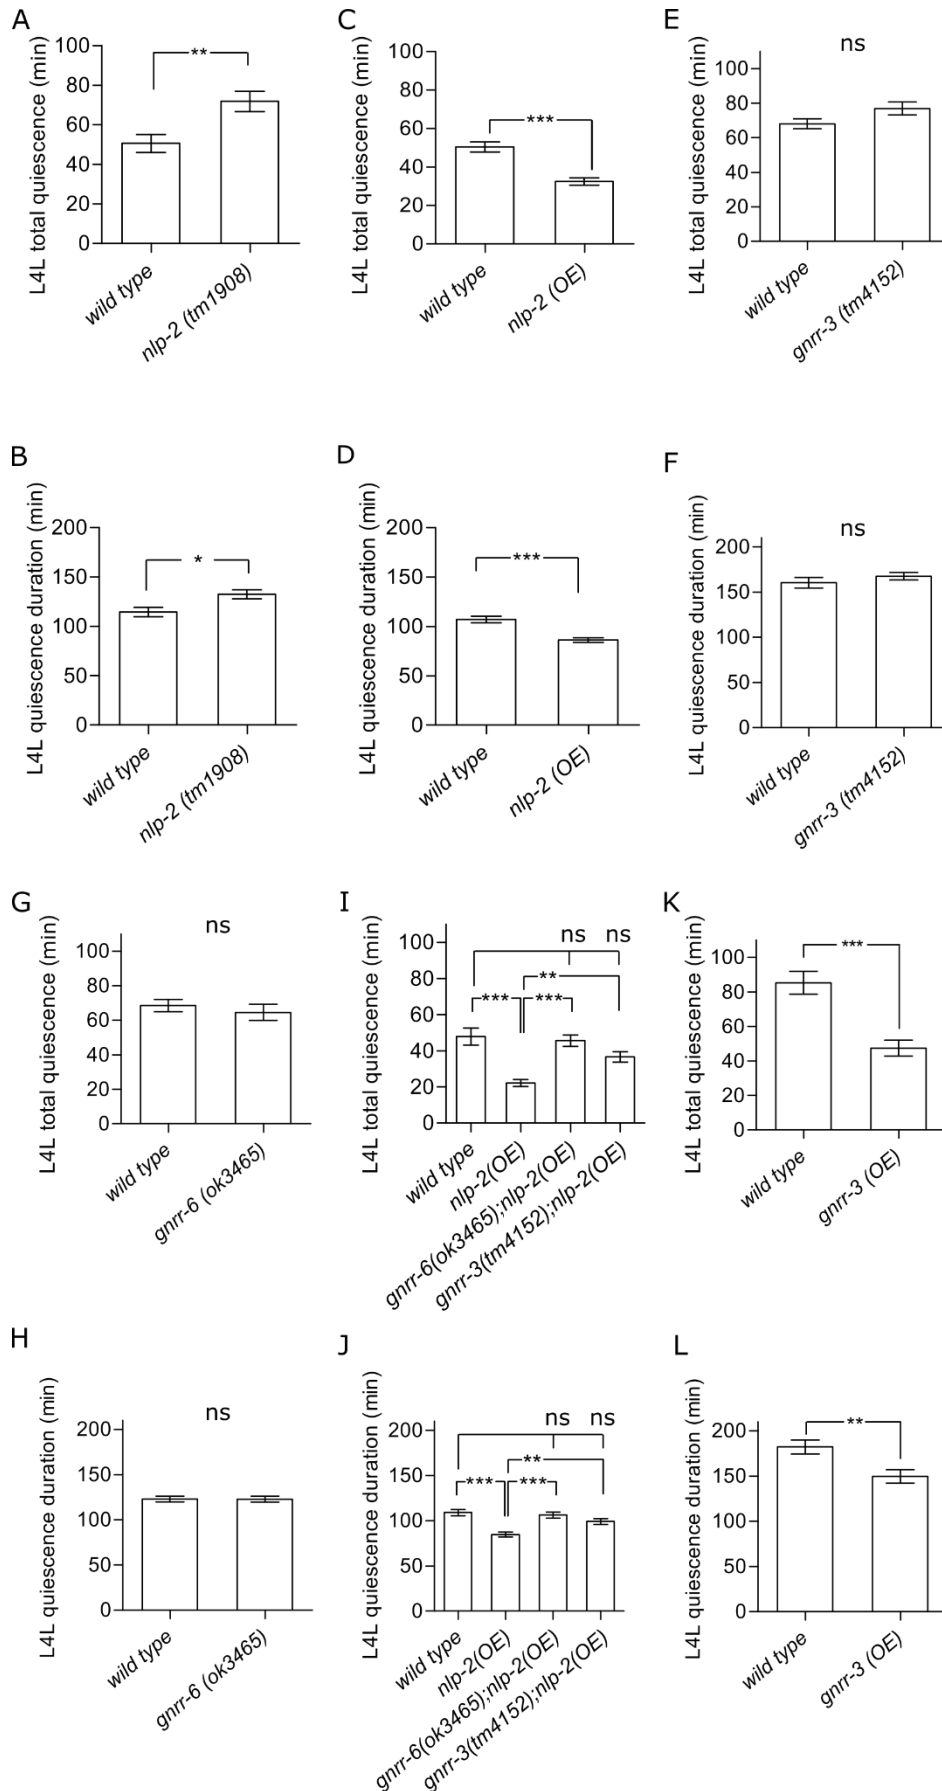 A
L4L total quiescence (min)
100
80
60
40
20
0
**
wild type
nlp-2 (tm1908)
C
L4L total quiescence (min)
100
80
60
40
20
0
***
wild type
nlp-2 (OE)
E
L4L total quiescence (min)
ns
100
80
60
40
20
0
wild type
gnrr-3 (tm4152)
B
L4L quiescence duration (min)
200
150
100
50
0
*
wild type
nlp-2 (tm1908)
D
L4L quiescence duration (min)
200
150
100
50
0
***
wild type
nlp-2 (OE)
F
L4L quiescence duration (min)
ns
200
150
100
50
0
wild type
gnrr-3 (tm4152)
G
L4L total quiescence (min)
ns
100
80
60
40
20
0
wild type
gnrr-6 (ok3465)
I
L4L total quiescence (min)
100
80
60
40
20
0
ns ns
**
*** ***
wild type
nlp-2(OE)
gnrr-6(ok3465);nlp-2(OE)
gnrr-3(tm4152);nlp-2(OE)
K
L4L total quiescence (min)
100
80
60
40
20
0
***
wild type
gnrr-3 (OE)
H
L4L quiescence duration (min)
ns
200
150
100
50
0
wild type
gnrr-6 (ok3465)
J
L4L quiescence duration (min)
200
150
100
50
0
ns ns
**
*** ***
wild type
nlp-2(OE)
gnrr-6(ok3465);nlp-2(OE)
gnrr-3(tm4152);nlp-2(OE)
L
L4L quiescence duration (min)
200
150
100
50
0
**
wild type
gnrr-3 (OE)